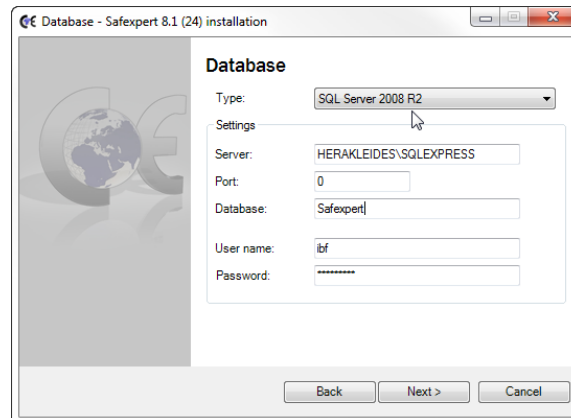 Database - Safexpert 8.1 (24) installation
Database
Type: SQL Server 2008 R2
Settings
Server: HERAKLEIDES\SQLEXPRESS
Port: 0
Database: Safexpert
User name: ibf
Password: *********
Back Next > Cancel